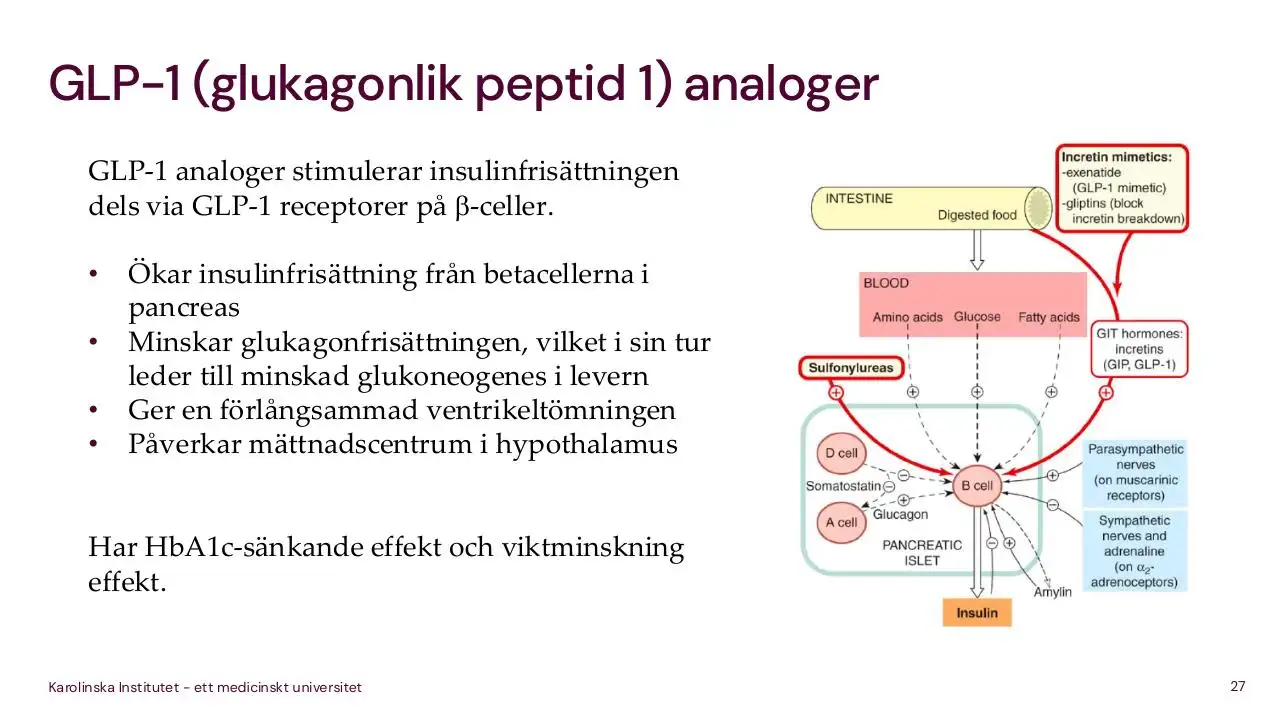 GLP-1 (glukagonlik peptid 1) analoger
GLP-1 analoger stimulerar insulinfrisättningen
dels via GLP-1 receptorer på β-celler.
• Ökar insulinfrisättning från betacellerna i
pancreas
• Minskar glukagonfrisättningen, vilket i sin tur
leder till minskad glukoneogenes i levern
• Ger en förlångsammad ventrikeltömningen
• Påverkar mättnadscentrum i hypothalamus
Har HbA1c-sänkande effekt och viktminskning
effekt.
Incretin mimetics:
-exenatide
(GLP-1 mimetic)
-gliptins (block
incretin breakdown)
INTESTINE
Digested food
BLOOD
Amino acids Glucose Fatty acids
GIT hormones:
incretins
(GIP, GLP-1)
Sulfonylureas
+ + + + +
D cell
Somatostatin
− −
B cell
A cell
+
Glucagon
PANCREATIC
ISLET
+
Parasympathetic
nerves
(on muscarinic
receptors)
−
Sympathetic
nerves and
adrenaline
(on α2-
adrenoceptors)
− +
Amylin
Insulin
Karolinska Institutet - ett medicinskt universitet
27